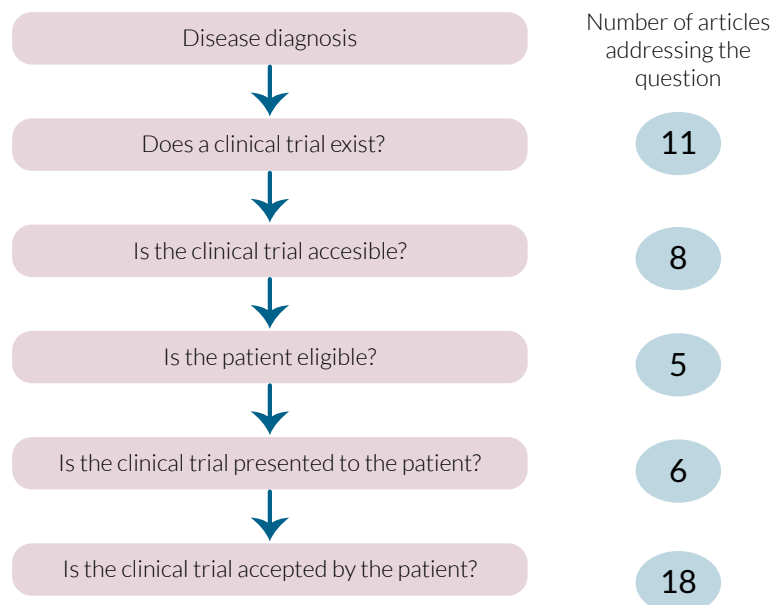 Disease diagnosis
Number of articles
addressing the
question
Does a clinical trial exist?
11
Is the clinical trial accesible?
8
Is the patient eligible?
5
Is the clinical trial presented to the patient?
6
Is the clinical trial accepted by the patient?
18